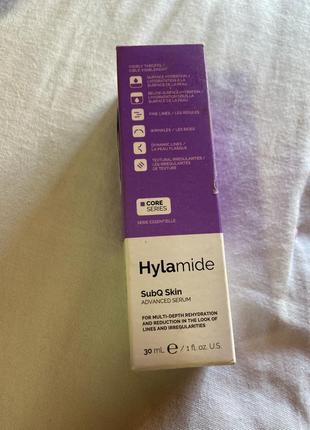 VISIBLY TARGETS /
CIBLE VISIBLEMENT
SURFACE HYDRATION /
L'HYDRATATION À LA
SURFACE DE LA PEAU
BELOW-SURFACE HYDRATION /
L'HYDRATATION SOUS LA
SURFACE DE LA PEAU
FINE LINES / LES RIDULES
WRINKLES / LES RIDES
DYNAMIC LINES /
LA PEAU FLASQUE
TEXTURAL IRREGULARITIES /
LES IRRÉGULARITÉS
DE TEXTURE
CORE
SERIES
SÉRIE ESSENTIELLE
Hylamide
SubQ Skin
ADVANCED SERUM
FOR MULTI-DEPTH REHYDRATION
AND REDUCTION IN THE LOOK OF
LINES AND IRREGULARITIES
30 mL ℮ / 1 fl. oz. U.S.